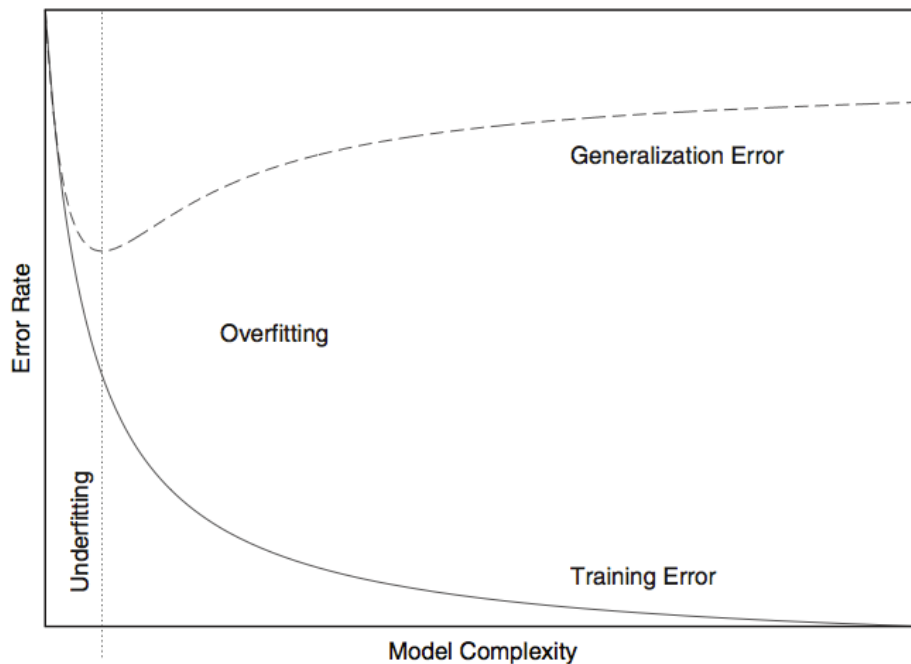 Generalization Error
Error Rate
Overfitting
Underfitting
Training Error
Model Complexity